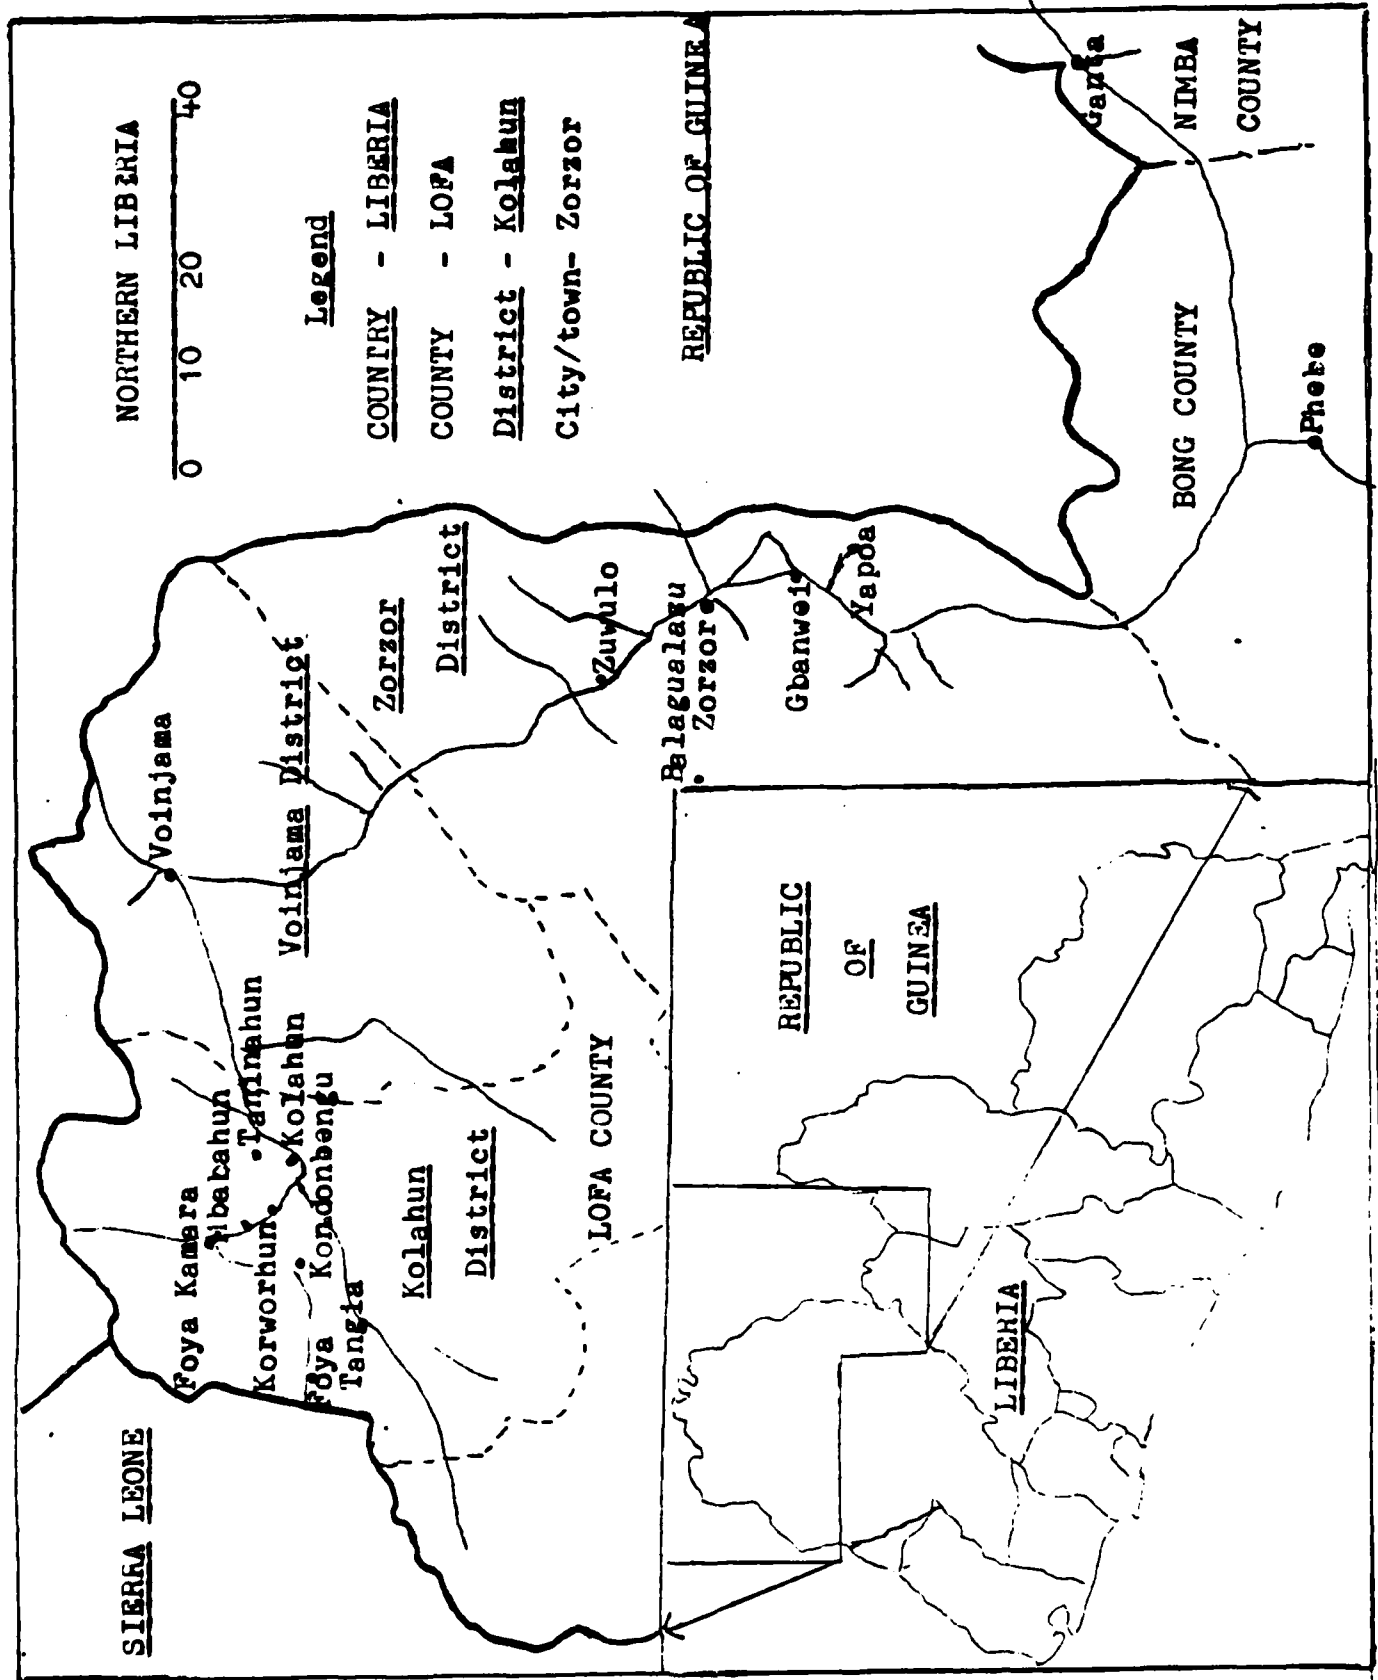 NORTHERN LIBERIA
0 10 20 40
Legend
COUNTRY - LIBERIA
COUNTY - LOFA
District - Kolahun
City/town- Zorzor
REPUBLIC OF GUINEA
SIERRA LEONE
Voinjama
Voinjama District
Zorzor
District
Foya Kamara
Mbabahun
Taninahun
Korworhun
Kolahun
Foya Kondonbengu
Tangia
Kolahun
District
LOFA COUNTY
Zuwulo
Balagualazu
Zorzor
Gbanwei
Yapoa
BONG COUNTY
Phebe
Ganta
NIMBA
COUNTY
REPUBLIC
OF
GUINEA
LIBERIA